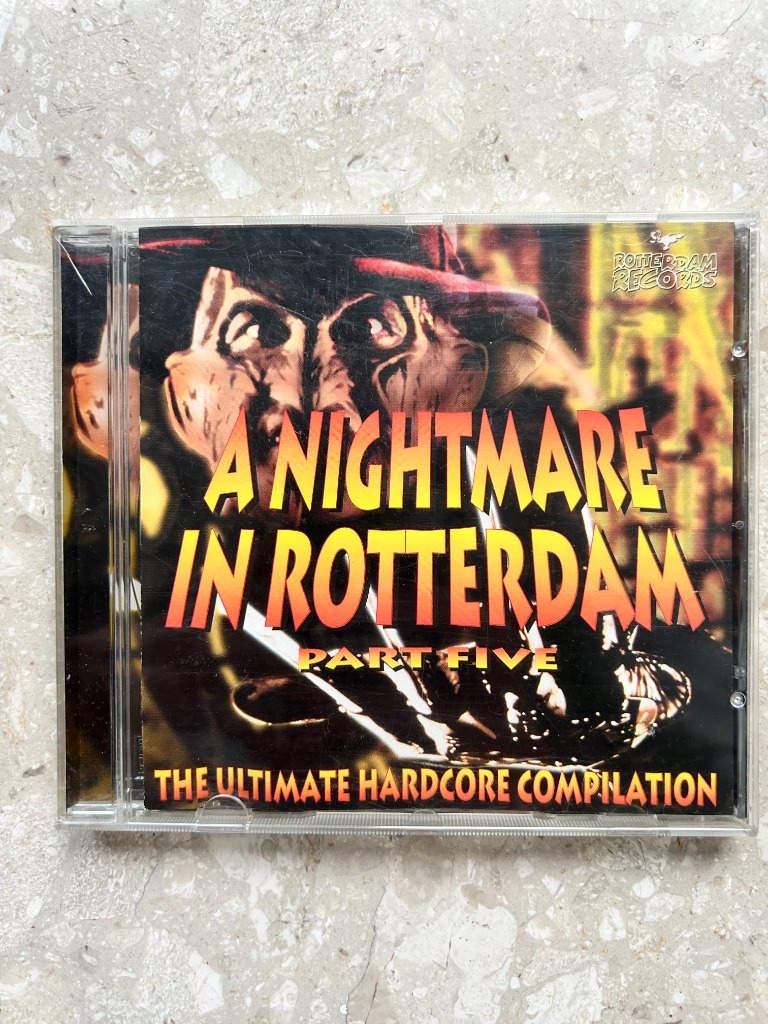 ROTTERDAM
RECORDS
A NIGHTMARE
IN ROTTERDAM
PART FIVE
THE ULTIMATE HARDCORE COMPILATION